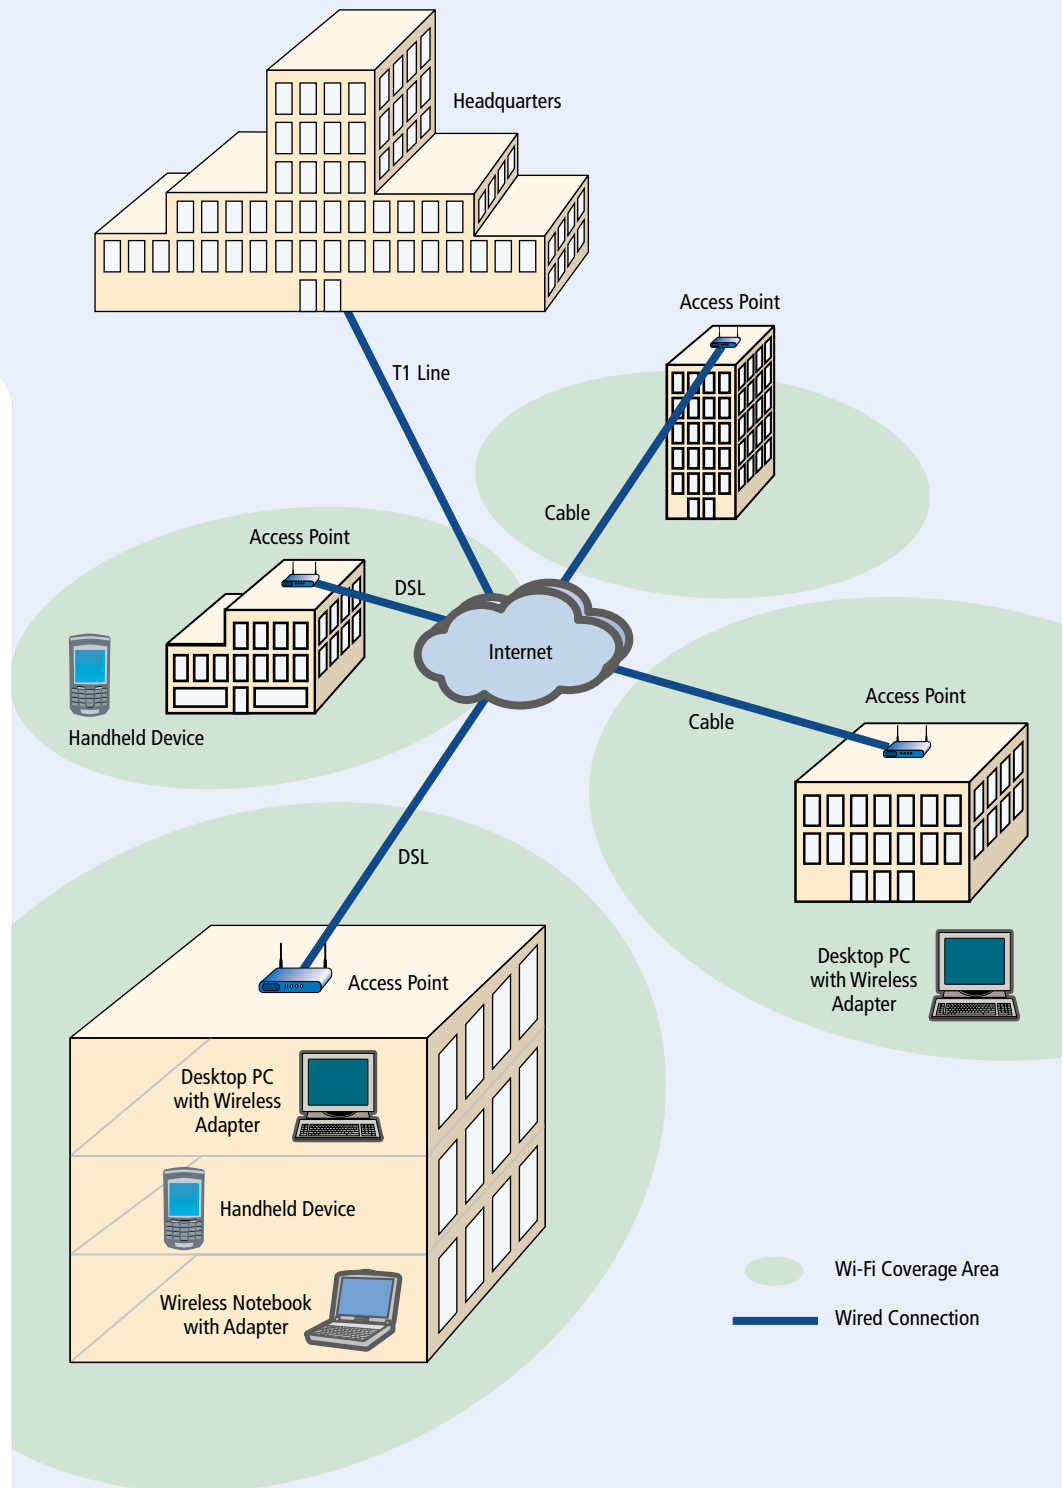 Headquarters
Access Point
T1 Line
Cable
Access Point
DSL
Internet
Handheld Device
Access Point
Cable
DSL
Desktop PC
with Wireless
Adapter
Access Point
Desktop PC
with Wireless
Adapter
Handheld Device
Wireless Notebook
with Adapter
Wi-Fi Coverage Area
Wired Connection